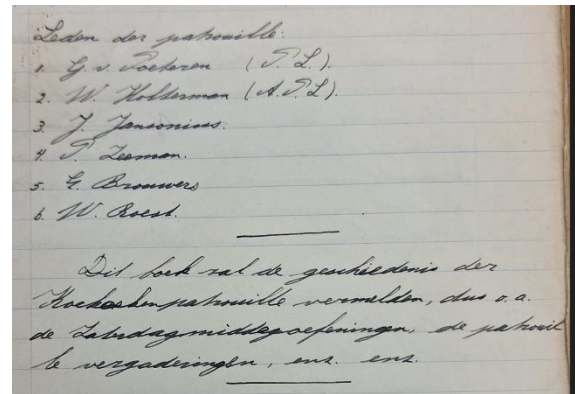 Leden der patrouille:
1. G. v. Poeteren (P.L.).
2. W. Holterman (A.P.L).
3. J. Jansonius.
4. P. Leeman.
5. G. Brouwers
6. W. Roest.
Dit boek zal de geschiedenis der
Koekoekenpatrouille vermelden, dus o.a.
de Zaterdagmiddagoefeningen, de patrouil
le vergaderingen, enz. enz.